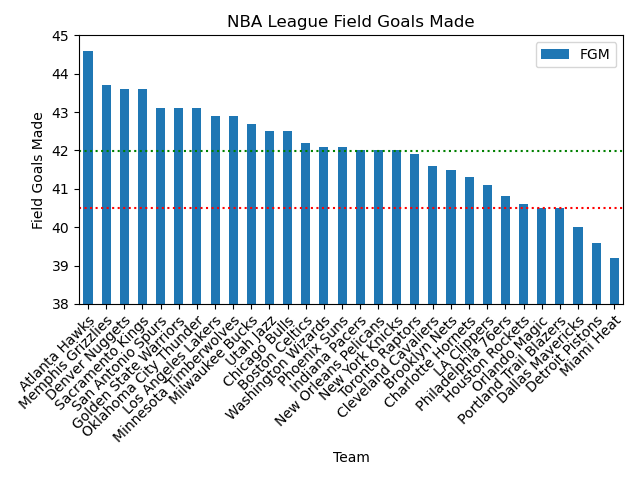 NBA League Field Goals Made
FGM
Field Goals Made
45
44
43
42
41
40
39
38
Atlanta Hawks
Memphis Grizzlies
Denver Nuggets
Sacramento Kings
San Antonio Spurs
Golden State Warriors
Oklahoma City Thunder
Los Angeles Lakers
Minnesota Timberwolves
Milwaukee Bucks
Utah Jazz
Chicago Bulls
Boston Celtics
Washington Wizards
Phoenix Suns
Indiana Pacers
New Orleans Pelicans
New York Knicks
Toronto Raptors
Cleveland Cavaliers
Brooklyn Nets
Charlotte Hornets
LA Clippers
Philadelphia 76ers
Houston Rockets
Orlando Magic
Portland Trail Blazers
Dallas Mavericks
Detroit Pistons
Miami Heat
Team